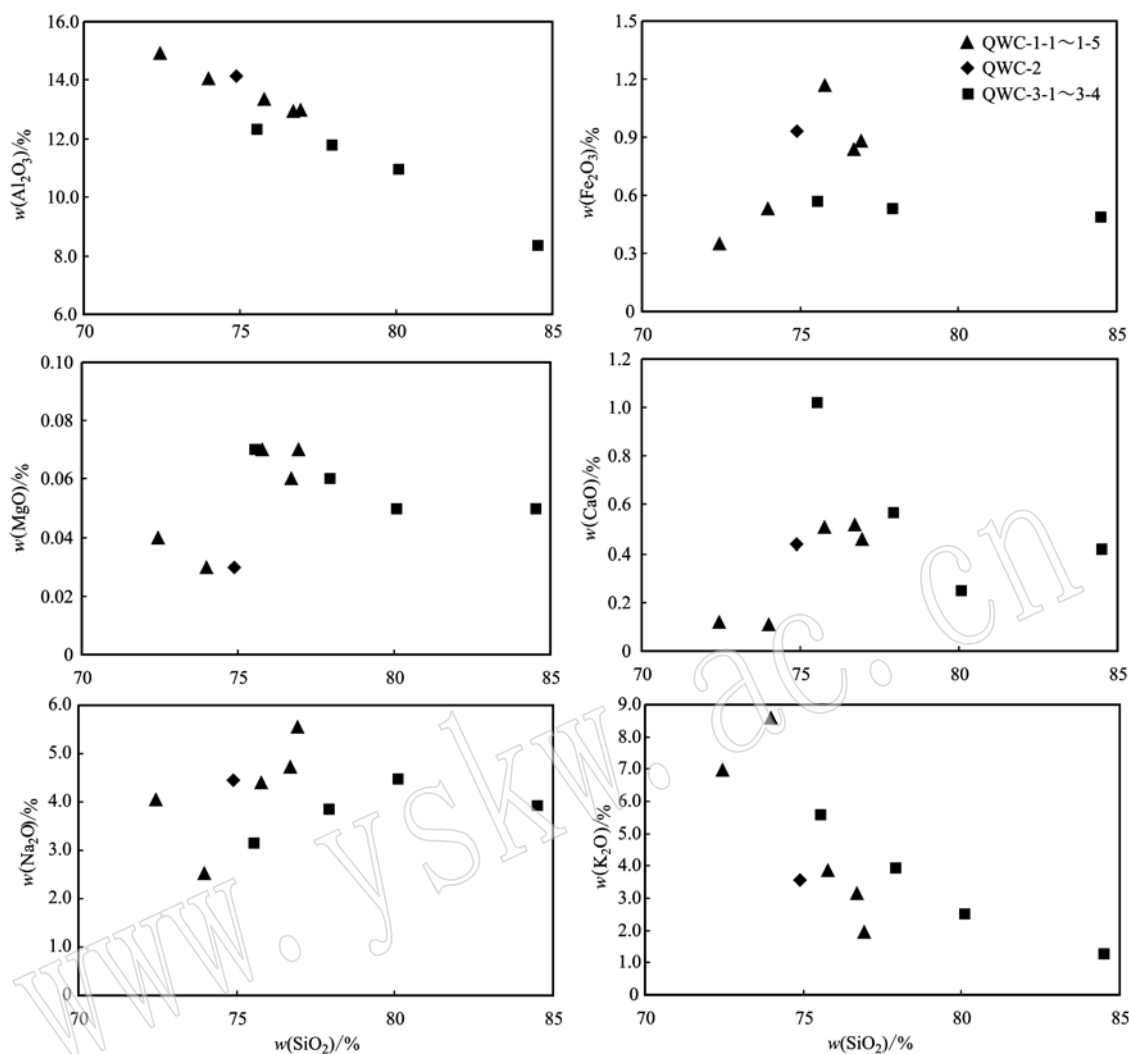 16.0
14.0
12.0
10.0
8.0
6.0
w(Al₂O₃)/%
70 75 80 85
1.5
1.2
0.9
0.6
0.3
0
w(Fe₂O₃)/%
70 75 80 85
▲ QWC-1-1～1-5
◆ QWC-2
■ QWC-3-1～3-4
0.10
0.08
0.06
0.04
0.02
0
w(MgO)/%
70 75 80 85
1.2
1.0
0.8
0.6
0.4
0.2
0
w(CaO)/%
70 75 80 85
6.0
5.0
4.0
3.0
2.0
1.0
0
w(Na₂O)/%
70 75 80 85
w(SiO₂)/%
9.0
8.0
7.0
6.0
5.0
4.0
3.0
2.0
1.0
0
w(K₂O)/%
70 75 80 85
w(SiO₂)/%
www.yskw.ac.cn